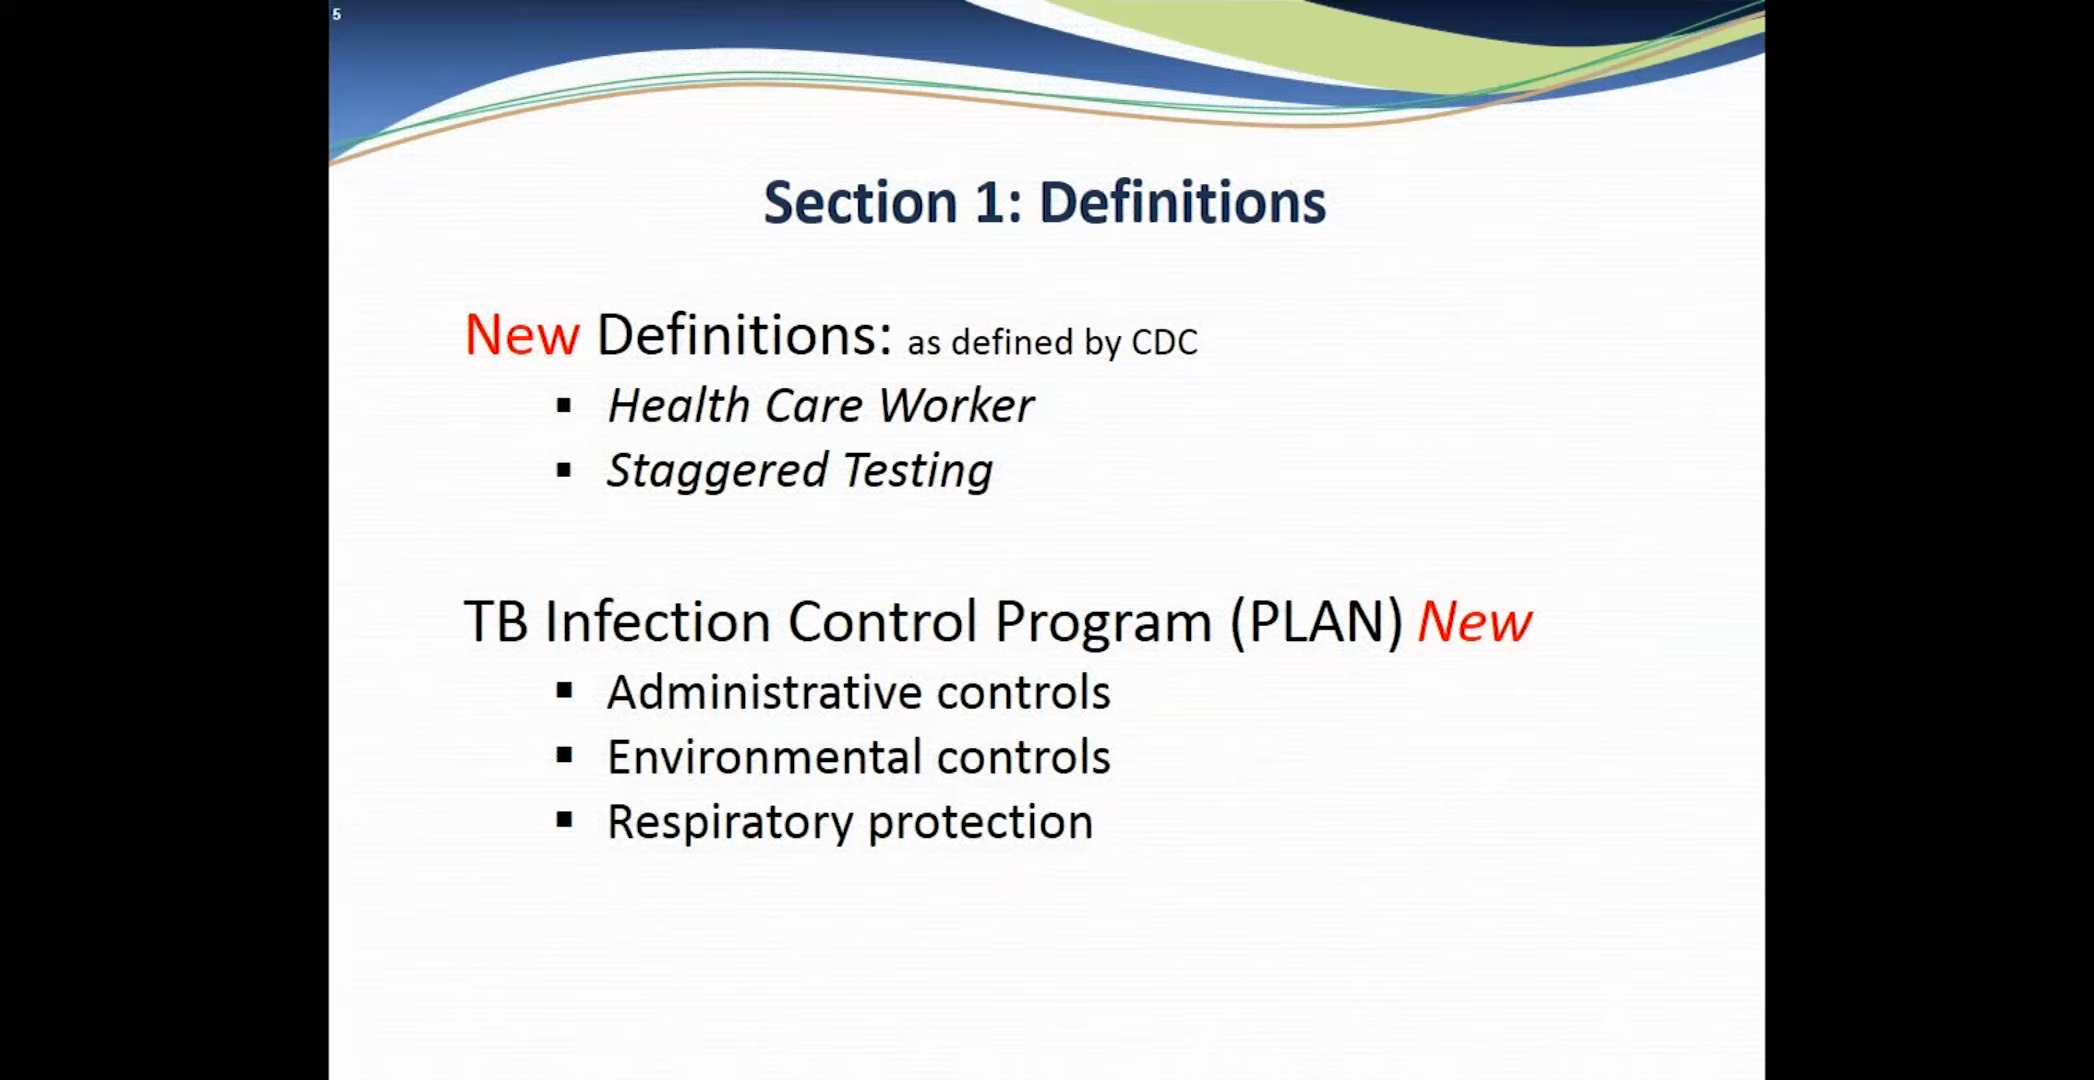 5
Section 1: Definitions
New Definitions: as defined by CDC
▪ Health Care Worker
▪ Staggered Testing
TB Infection Control Program (PLAN) New
▪ Administrative controls
▪ Environmental controls
▪ Respiratory protection